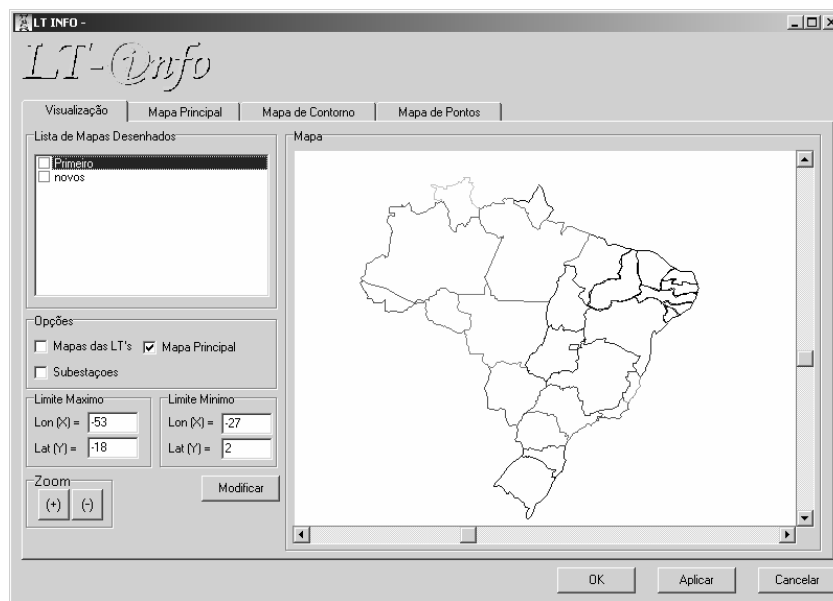 LT INFO -
LT-@info
Visualização Mapa Principal Mapa de Contorno Mapa de Pontos
Lista de Mapas Desenhados
Primeiro
novos
Mapa
Opções
Mapas das LT's Mapa Principal
Subestaçoes
Limite Maximo
Lon (X) = -53
Lat (Y) = -18
Limite Minimo
Lon (X) = -27
Lat (Y) = 2
Zoom
(+) (-)
Modificar
OK Aplicar Cancelar